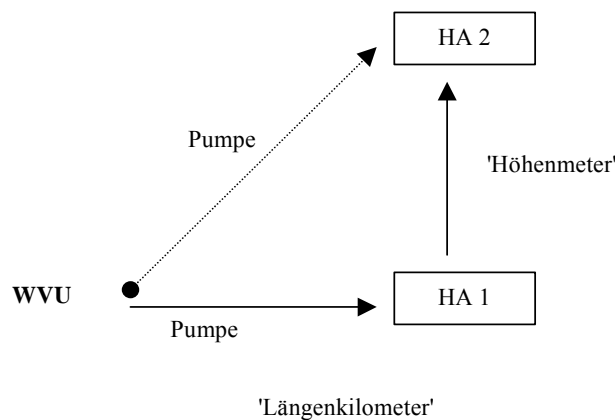 HA 2
Pumpe
'Höhenmeter'
WVU
HA 1
Pumpe
'Längenkilometer'